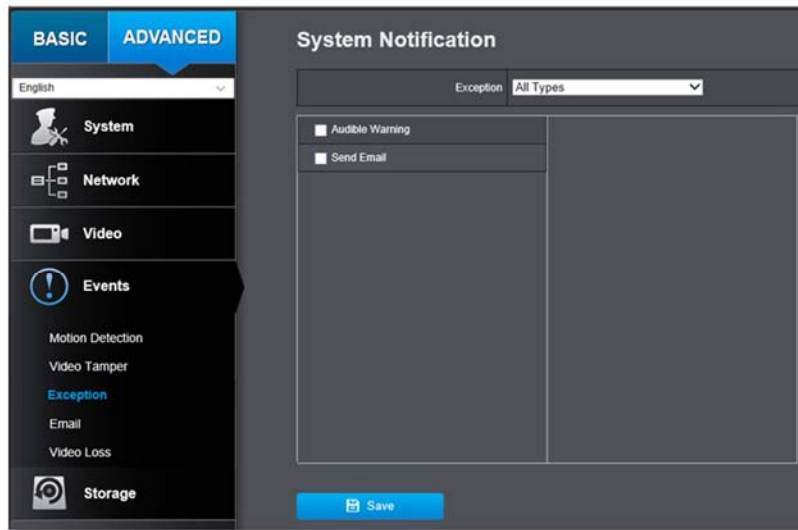 BASIC
ADVANCED
English
System
Network
Video
Events
Motion Detection
Video Tamper
Exception
Email
Video Loss
Storage
System Notification
Exception All Types
Audible Warning
Send Email
Save